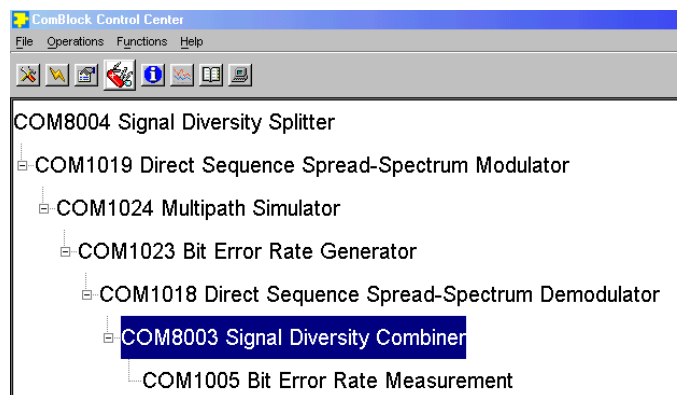 ComBlock Control Center
File Operations Functions Help
COM8004 Signal Diversity Splitter
COM1019 Direct Sequence Spread-Spectrum Modulator
COM1024 Multipath Simulator
COM1023 Bit Error Rate Generator
COM1018 Direct Sequence Spread-Spectrum Demodulator
COM8003 Signal Diversity Combiner
COM1005 Bit Error Rate Measurement